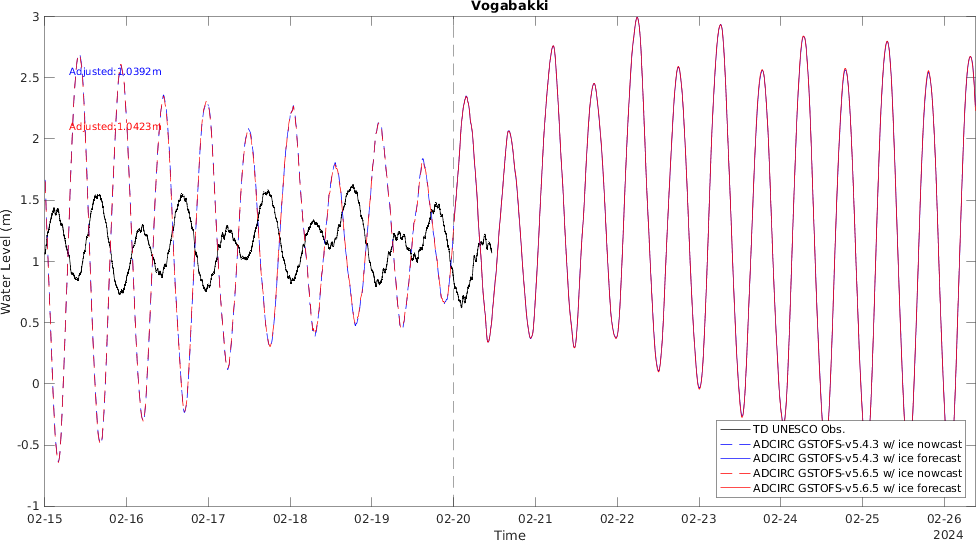 Vogabakki
3
2.5
2
1.5
1
0.5
0
-0.5
-1
Water Level (m)
Adjusted:1.0392m
Adjusted:1.0423m
TD UNESCO Obs.
ADCIRC GSTOFS-v5.4.3 w/ ice nowcast
ADCIRC GSTOFS-v5.4.3 w/ ice forecast
ADCIRC GSTOFS-v5.6.5 w/ ice nowcast
ADCIRC GSTOFS-v5.6.5 w/ ice forecast
02-15 02-16 02-17 02-18 02-19 02-20 02-21 02-22 02-23 02-24 02-25 02-26
Time
2024